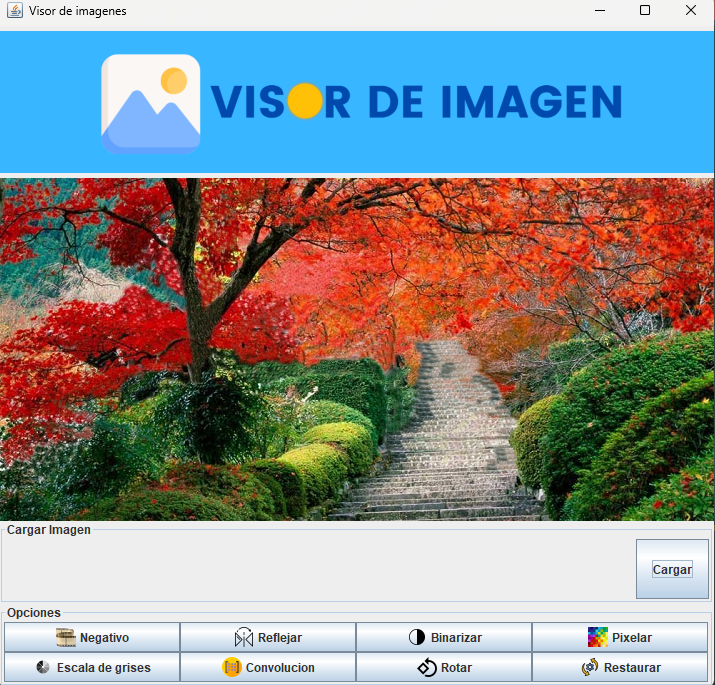 Visor de imagenes
VISOR DE IMAGEN
Cargar Imagen
Cargar
Opciones
Negativo
Reflejar
Binarizar
Pixelar
Escala de grises
Convolucion
Rotar
Restaurar